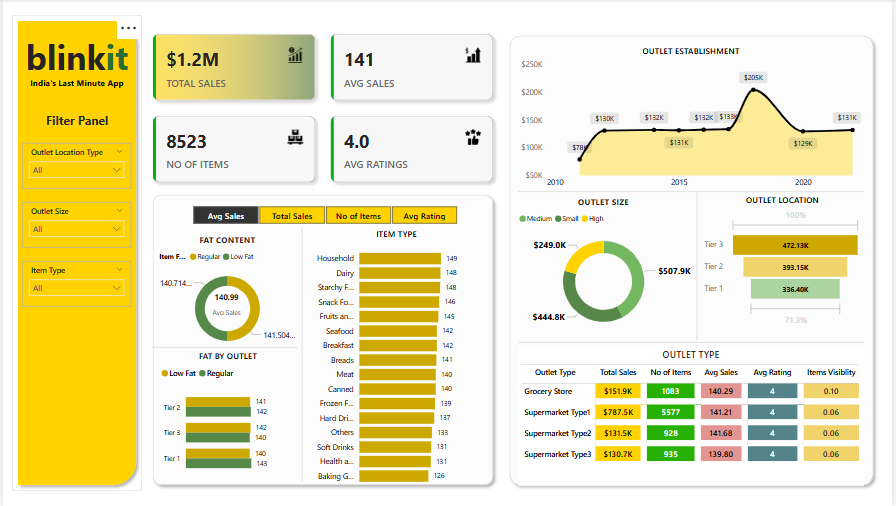 blinkit
India's Last Minute App
Filter Panel
Outlet Location Type
All
Outlet Size
All
Item Type
All
$1.2M
TOTAL SALES
141
AVG SALES
8523
NO OF ITEMS
4.0
AVG RATINGS
Avg Sales Total Sales No of Items Avg Rating
FAT CONTENT
Item F... Regular Low Fat
140.714...
140.99
Avg Sales
141.504...
FAT BY OUTLET
Low Fat Regular
Tier 2 141
142
Tier 3 142
140
Tier 1 140
143
ITEM TYPE
Household 149
Dairy 148
Starchy F... 148
Snack Fo... 146
Fruits an... 145
Seafood 142
Breakfast 142
Breads 141
Meat 140
Canned 140
Frozen F... 139
Hard Dri... 137
Others 133
Soft Drinks 131
Health a... 131
Baking G... 126
OUTLET ESTABLISHMENT
$250K
$200K
$150K
$100K
$50K
$78K $130K $132K $131K $132K $133K $205K $129K $131K
2010 2015 2020
OUTLET SIZE
Medium Small High
$249.0K
$507.9K
$444.8K
OUTLET LOCATION
100%
Tier 3 472.13K
Tier 2 393.15K
Tier 1 336.40K
71.3%
OUTLET TYPE
Outlet Type Total Sales No of Items Avg Sales Avg Rating Items Visiblity
Grocery Store $151.9K 1083 140.29 4 0.10
Supermarket Type1 $787.5K 5577 141.21 4 0.06
Supermarket Type2 $131.5K 928 141.68 4 0.06
Supermarket Type3 $130.7K 935 139.80 4 0.06